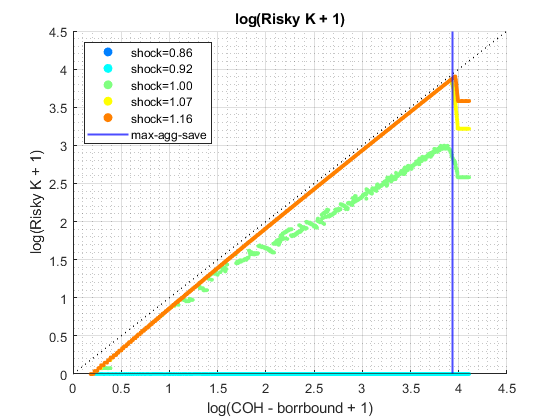 log(Risky K + 1)
4.5
4
3.5
3
2.5
2
1.5
1
0.5
0
log(Risky K + 1)
shock=0.86
shock=0.92
shock=1.00
shock=1.07
shock=1.16
max-agg-save
0 0.5 1 1.5 2 2.5 3 3.5 4 4.5
log(COH - borrbound + 1)